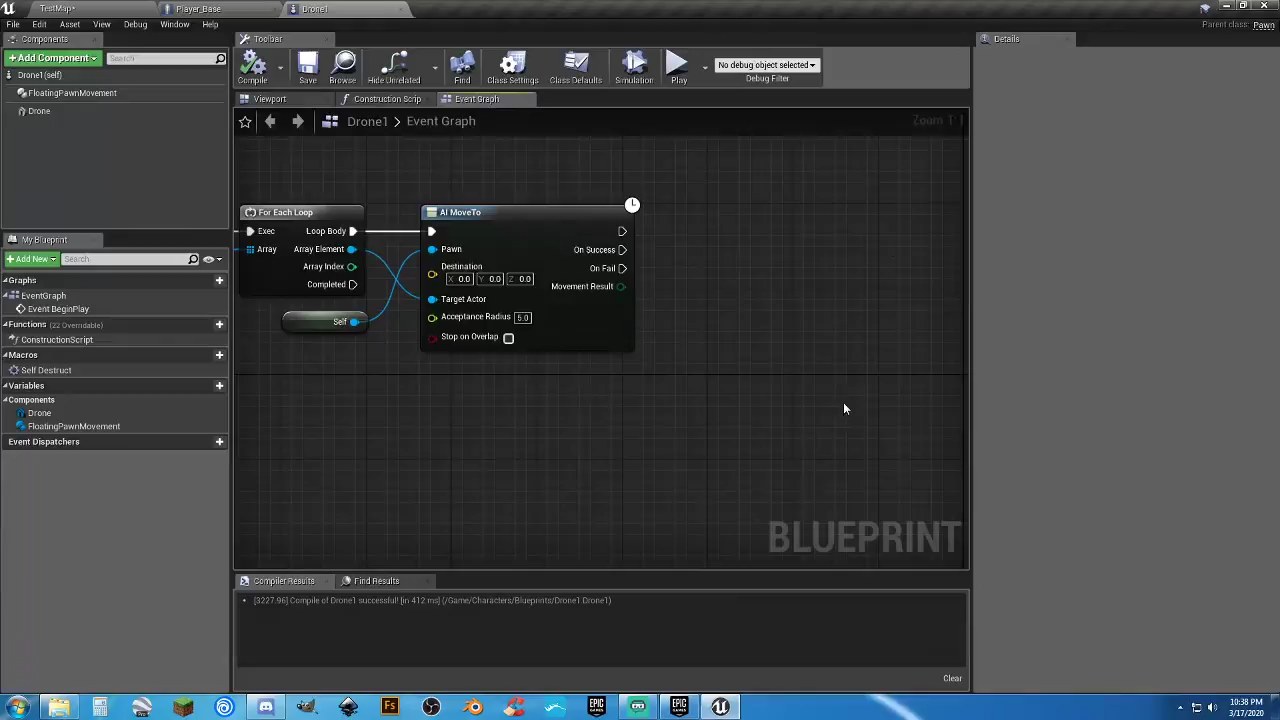 TestMap*
Player_Base
Drone1
File Edit Asset View Debug Window Help
Parent class: Pawn
Components
+Add Component
Search
Drone1(self)
FloatingPawnMovement
Drone
My Blueprint
+Add New
Search
Graphs
EventGraph
Event BeginPlay
Functions (22 Overridable)
ConstructionScript
Macros
Self Destruct
Variables
Components
Drone
FloatingPawnMovement
Event Dispatchers
Toolbar
Compile Save Browse Hide Unrelated Find Class Settings Class Defaults Simulation Play
No debug object selected
Debug Filter
Viewport
Construction Scrip
Event Graph
Drone1 > Event Graph
For Each Loop
Exec Loop Body
Array Array Element
Array Index
Completed
Self
AI MoveTo
Pawn On Success
Destination On Fail
X 0.0 Y 0.0 Z 0.0
Movement Result
Target Actor
Acceptance Radius 5.0
Stop on Overlap
BLUEPRINT
Compiler Results
Find Results
[3227.96] Compile of Drone1 successful! [in 412 ms] (/Game/Characters/Blueprints/Drone1.Drone1)
Clear
Details
Pro
Fs
EPIC GAMES
EPIC GAMES
10:38 PM
3/17/2020